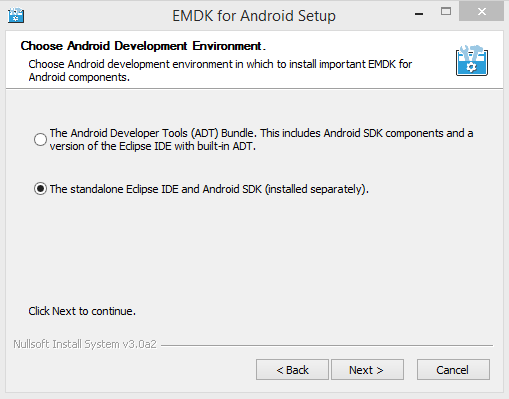 EMDK for Android Setup
Choose Android Development Environment.
Choose Android development environment in which to install important EMDK for
Android components.
The Android Developer Tools (ADT) Bundle. This includes Android SDK components and a
version of the Eclipse IDE with built-in ADT.
The standalone Eclipse IDE and Android SDK (installed separately).
Click Next to continue.
Nullsoft Install System v3.0a2
< Back
Next >
Cancel